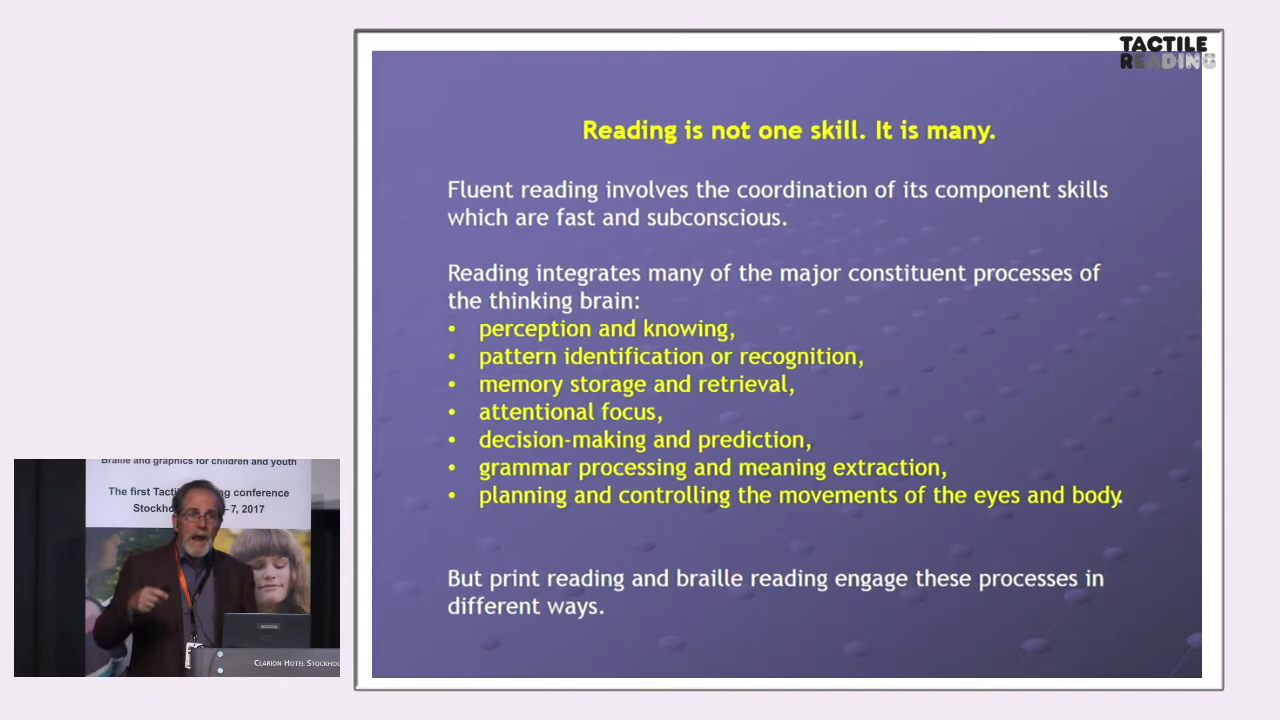 TACTILE
READING
Reading is not one skill. It is many.
Fluent reading involves the coordination of its component skills
which are fast and subconscious.
Reading integrates many of the major constituent processes of
the thinking brain:
• perception and knowing,
• pattern identification or recognition,
• memory storage and retrieval,
• attentional focus,
• decision-making and prediction,
• grammar processing and meaning extraction,
• planning and controlling the movements of the eyes and body.
But print reading and braille reading engage these processes in
different ways.
Braille and graphics for children and youth
The first conference
2017
CLARION HOTEL